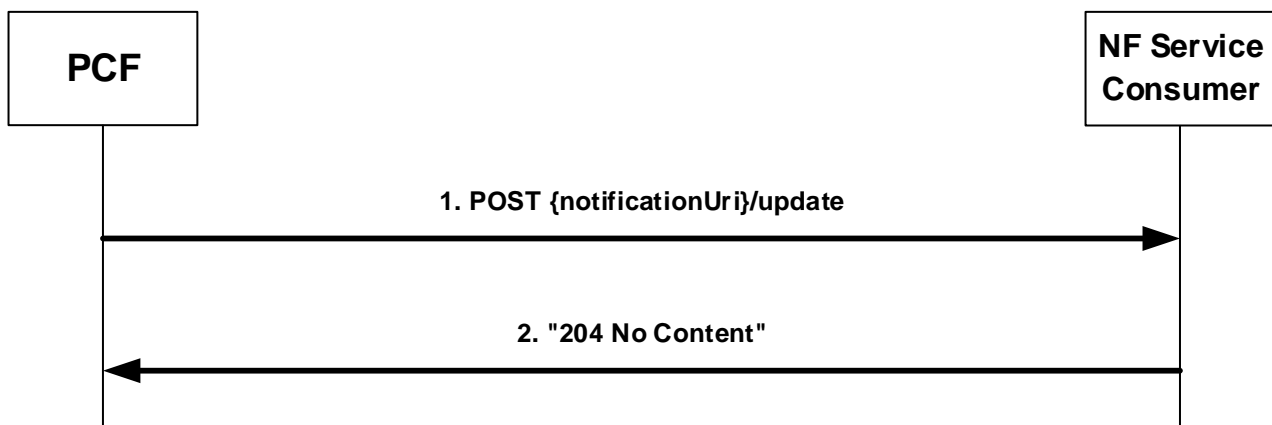 PCF
NF Service
Consumer
1. POST {notificationUri}/update
2. "204 No Content"